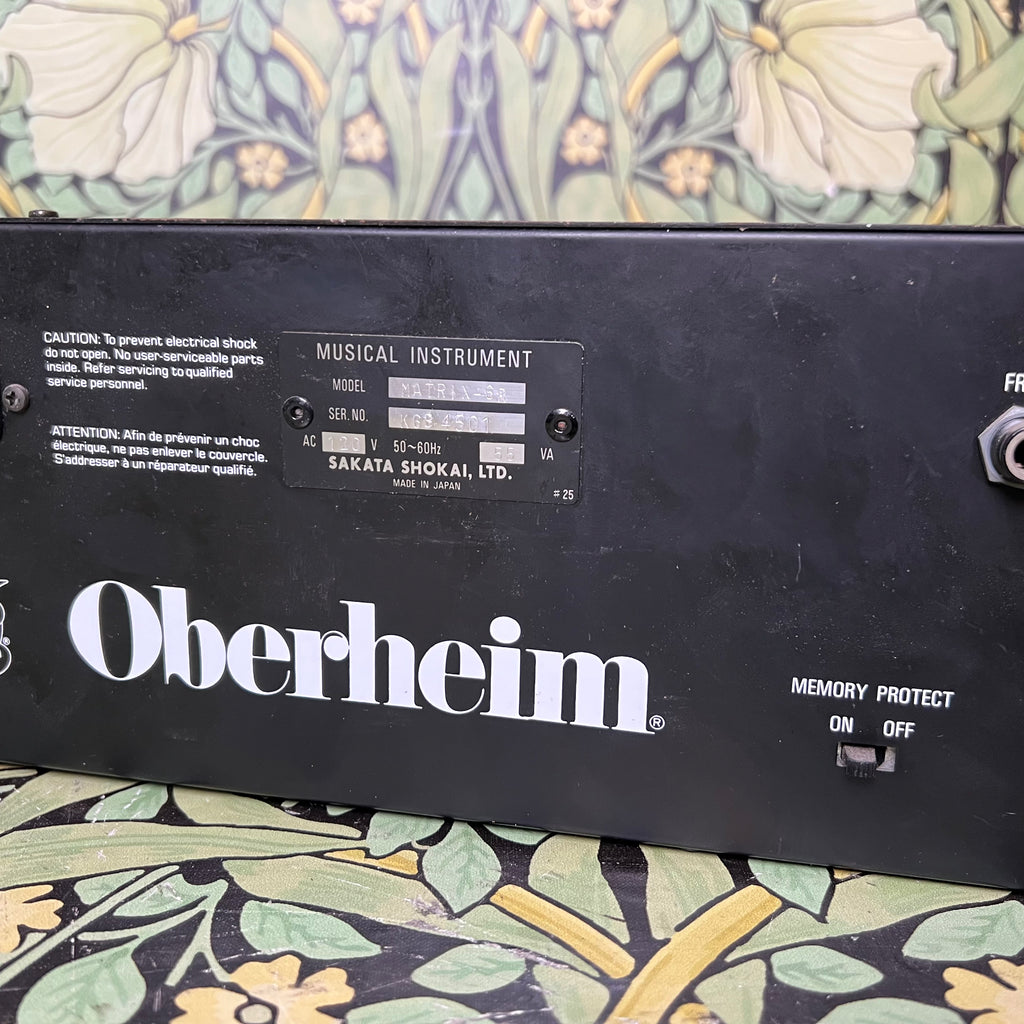 CAUTION: To prevent electrical shock
do not open. No user-serviceable parts
inside. Refer servicing to qualified
service personnel.
ATTENTION: Afin de prévenir un choc
électrique, ne pas enlever le couvercle.
S'addresser à un réparateur qualifié.
MUSICAL INSTRUMENT
MODEL MATRIX-6R
SER. NO.
AC 120 V 50~60Hz 55 VA
SAKATA SHOKAI, LTD.
MADE IN JAPAN
#25
FR
Oberheim®
MEMORY PROTECT
ON OFF